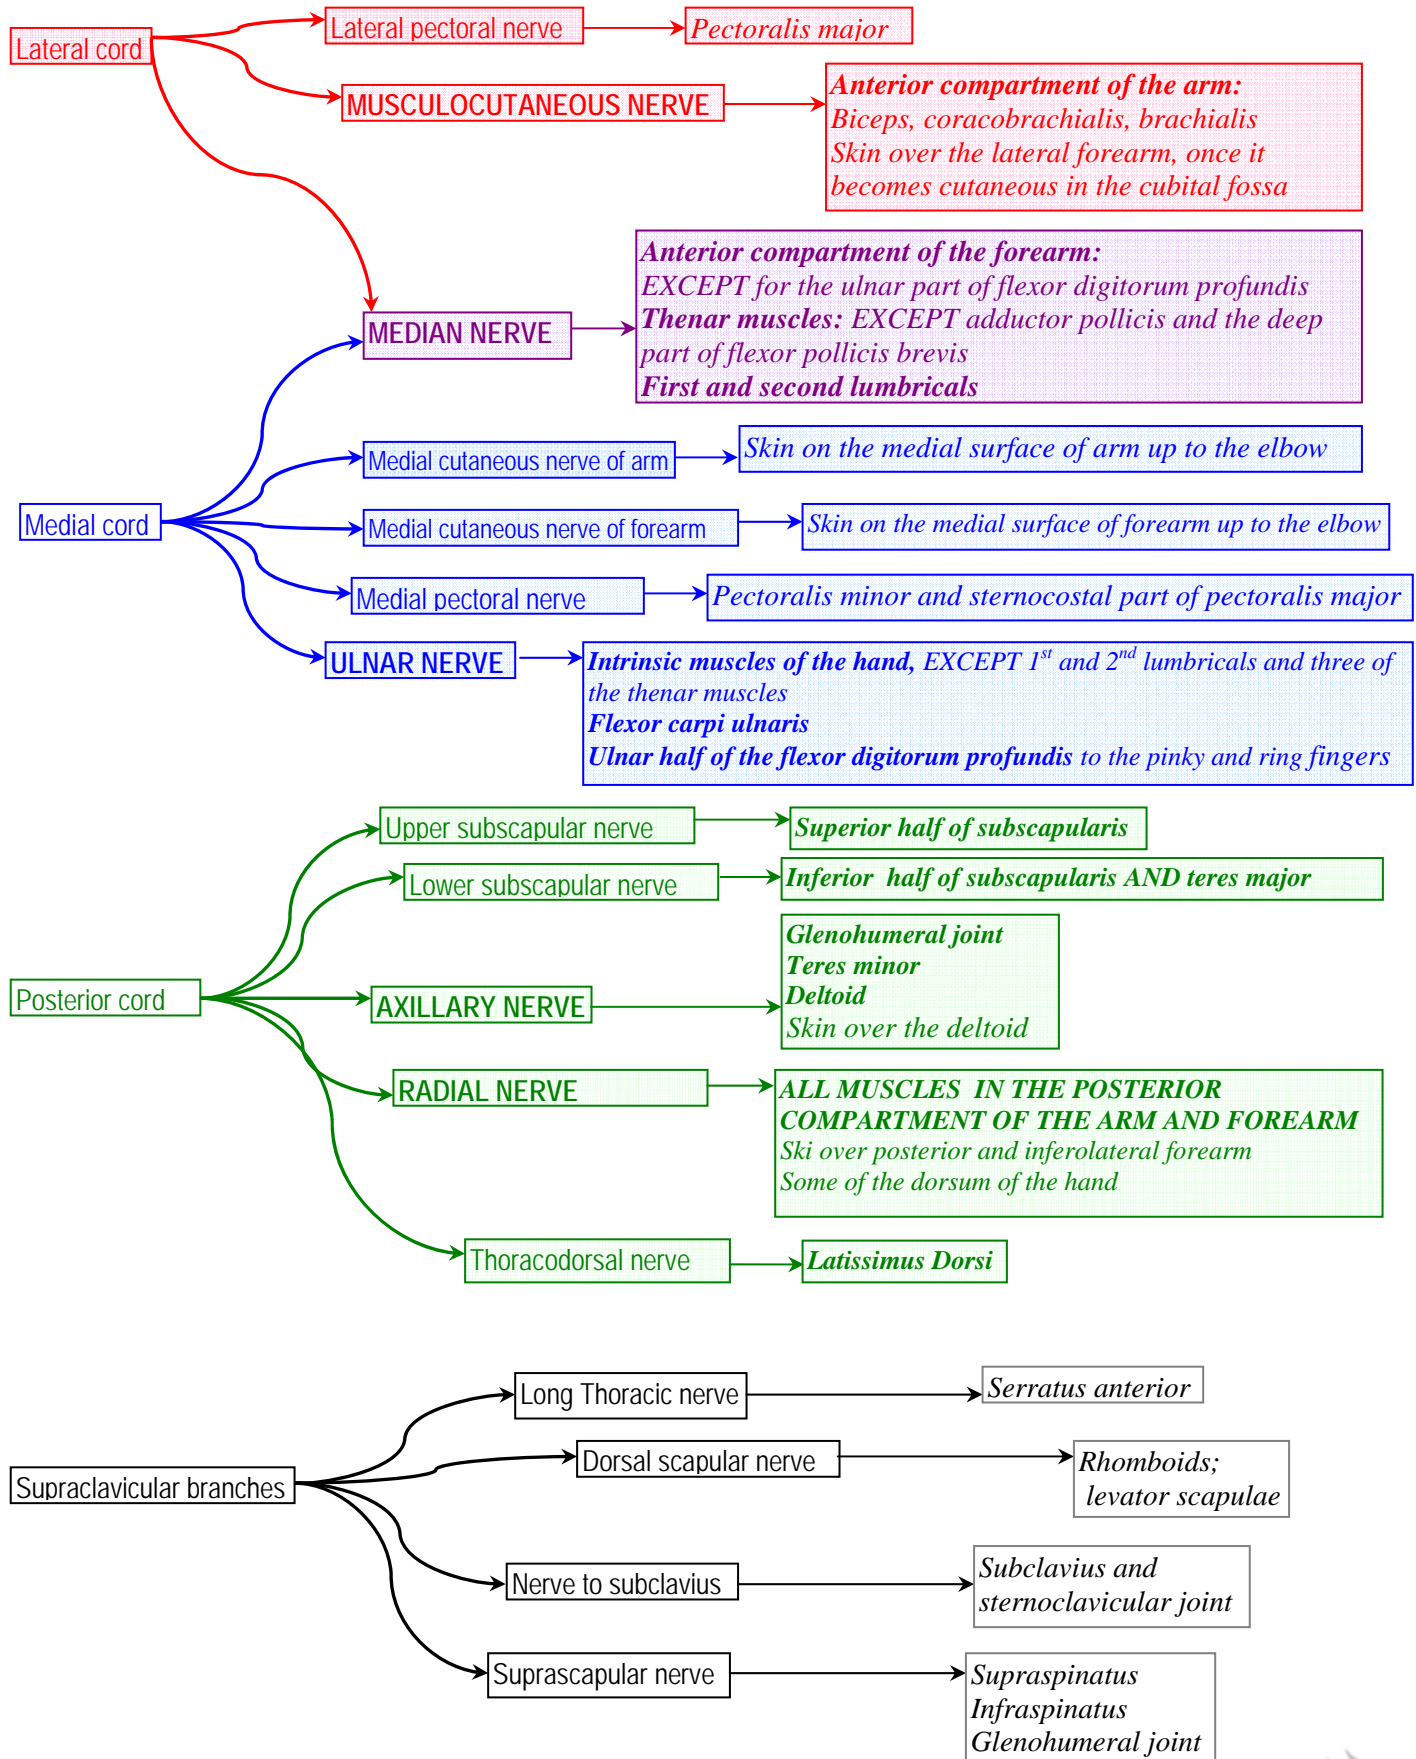 Lateral cord
Lateral pectoral nerve
Pectoralis major
MUSCULOCUTANEOUS NERVE
Anterior compartment of the arm:
Biceps, coracobrachialis, brachialis
Skin over the lateral forearm, once it
becomes cutaneous in the cubital fossa
MEDIAN NERVE
Anterior compartment of the forearm:
EXCEPT for the ulnar part of flexor digitorum profundis
Thenar muscles: EXCEPT adductor pollicis and the deep
part of flexor pollicis brevis
First and second lumbricals
Medial cord
Medial cutaneous nerve of arm
Skin on the medial surface of arm up to the elbow
Medial cutaneous nerve of forearm
Skin on the medial surface of forearm up to the elbow
Medial pectoral nerve
Pectoralis minor and sternocostal part of pectoralis major
ULNAR NERVE
Intrinsic muscles of the hand, EXCEPT 1st and 2nd lumbricals and three of
the thenar muscles
Flexor carpi ulnaris
Ulnar half of the flexor digitorum profundis to the pinky and ring fingers
Posterior cord
Upper subscapular nerve
Superior half of subscapularis
Lower subscapular nerve
Inferior half of subscapularis AND teres major
AXILLARY NERVE
Glenohumeral joint
Teres minor
Deltoid
Skin over the deltoid
RADIAL NERVE
ALL MUSCLES IN THE POSTERIOR
COMPARTMENT OF THE ARM AND FOREARM
Ski over posterior and inferolateral forearm
Some of the dorsum of the hand
Thoracodorsal nerve
Latissimus Dorsi
Supraclavicular branches
Long Thoracic nerve
Serratus anterior
Dorsal scapular nerve
Rhomboids;
levator scapulae
Nerve to subclavius
Subclavius and
sternoclavicular joint
Suprascapular nerve
Supraspinatus
Infraspinatus
Glenohumeral joint